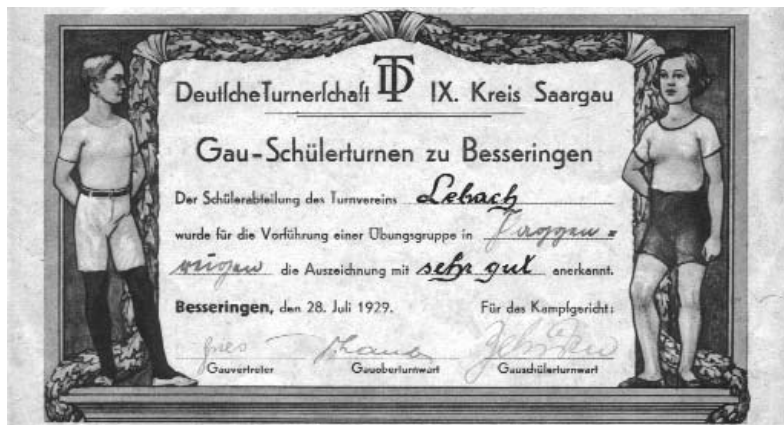 Deutsche Turnerschaft DT IX. Kreis Saargau
Gau-Schülerturnen zu Besseringen
Der Schülerabteilung des Turnvereins Lebach
wurde für die Vorführung einer Übungsgruppe in
die Auszeichnung mit sehr gut anerkannt.
Besseringen, den 28. Juli 1929. Für das Kampfgericht:
Gauvertreter Gauoberturnwart Gauschülerturnwart